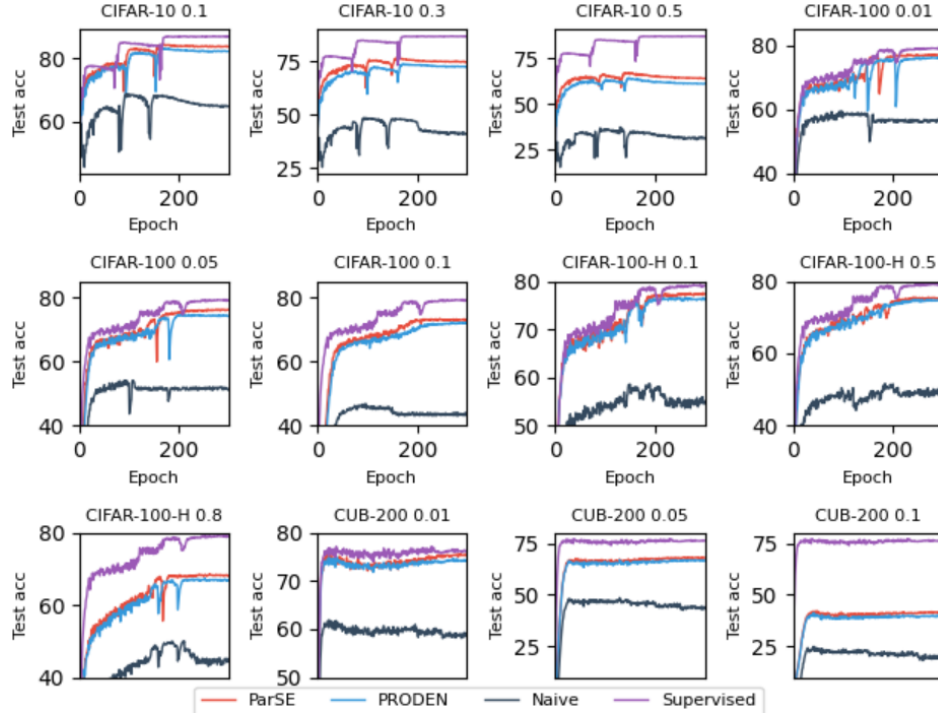 CIFAR-10 0.1 CIFAR-10 0.3 CIFAR-10 0.5 CIFAR-100 0.01
Test acc 80 60 Test acc 75 50 25 Test acc 75 50 25 Test acc 80 60 40
0 200 0 200 0 200 0 200
Epoch Epoch Epoch Epoch
CIFAR-100 0.05 CIFAR-100 0.1 CIFAR-100-H 0.1 CIFAR-100-H 0.5
Test acc 80 60 40 Test acc 80 60 40 Test acc 80 70 60 50 Test acc 80 60 40
0 200 0 200 0 200 0 200
Epoch Epoch Epoch Epoch
CIFAR-100-H 0.8 CUB-200 0.01 CUB-200 0.05 CUB-200 0.1
Test acc 80 60 40 Test acc 80 70 60 50 Test acc 75 50 25 Test acc 75 50 25
ParSE PRODEN Naive Supervised